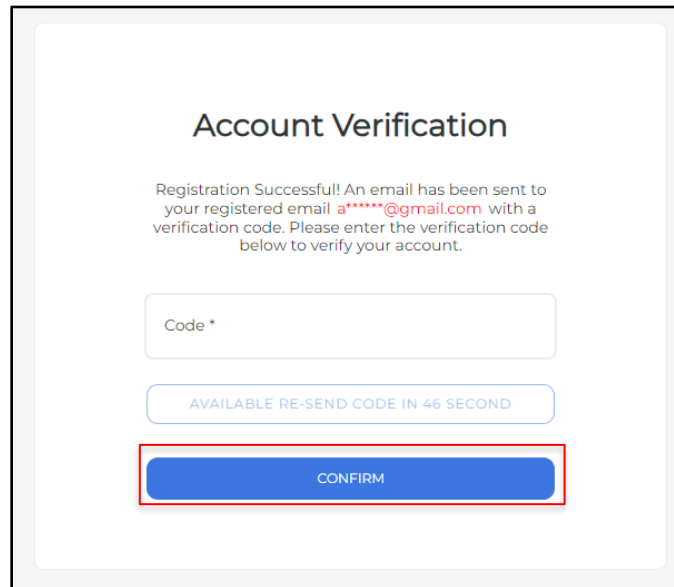 Account Verification
Registration Successful! An email has been sent to
your registered email a******@gmail.com with a
verification code. Please enter the verification code
below to verify your account.
Code *
AVAILABLE RE-SEND CODE IN 46 SECOND
CONFIRM